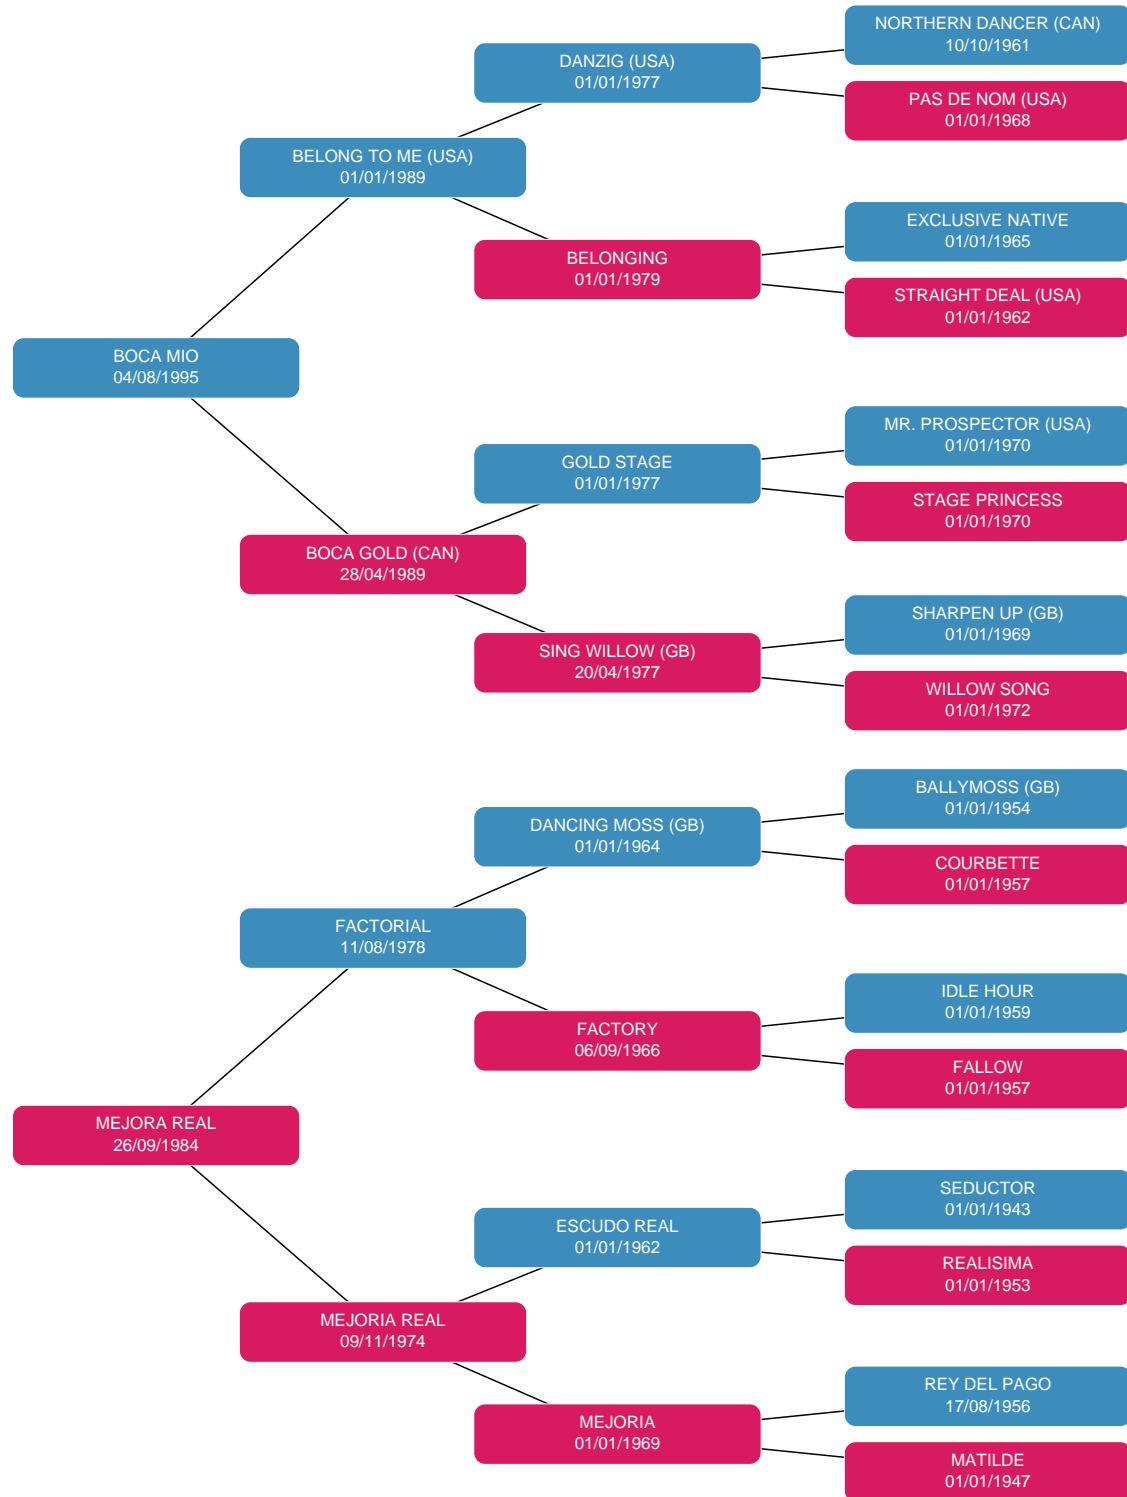 NORTHERN DANCER (CAN)
10/10/1961
DANZIG (USA)
01/01/1977
PAS DE NOM (USA)
01/01/1968
BELONG TO ME (USA)
01/01/1989
EXCLUSIVE NATIVE
01/01/1965
BELONGING
01/01/1979
STRAIGHT DEAL (USA)
01/01/1962
BOCA MIO
04/08/1995
MR. PROSPECTOR (USA)
01/01/1970
GOLD STAGE
01/01/1977
STAGE PRINCESS
01/01/1970
BOCA GOLD (CAN)
28/04/1989
SHARPEN UP (GB)
01/01/1969
SING WILLOW (GB)
20/04/1977
WILLOW SONG
01/01/1972
BALLYMOSS (GB)
01/01/1954
DANCING MOSS (GB)
01/01/1964
COURBETTE
01/01/1957
FACTORIAL
11/08/1978
IDLE HOUR
01/01/1959
FACTORY
06/09/1966
FALLOW
01/01/1957
MEJORA REAL
26/09/1984
SEDUCTOR
01/01/1943
ESCUDO REAL
01/01/1962
REALISIMA
01/01/1953
MEJORIA REAL
09/11/1974
REY DEL PAGO
17/08/1956
MEJORIA
01/01/1969
MATILDE
01/01/1947